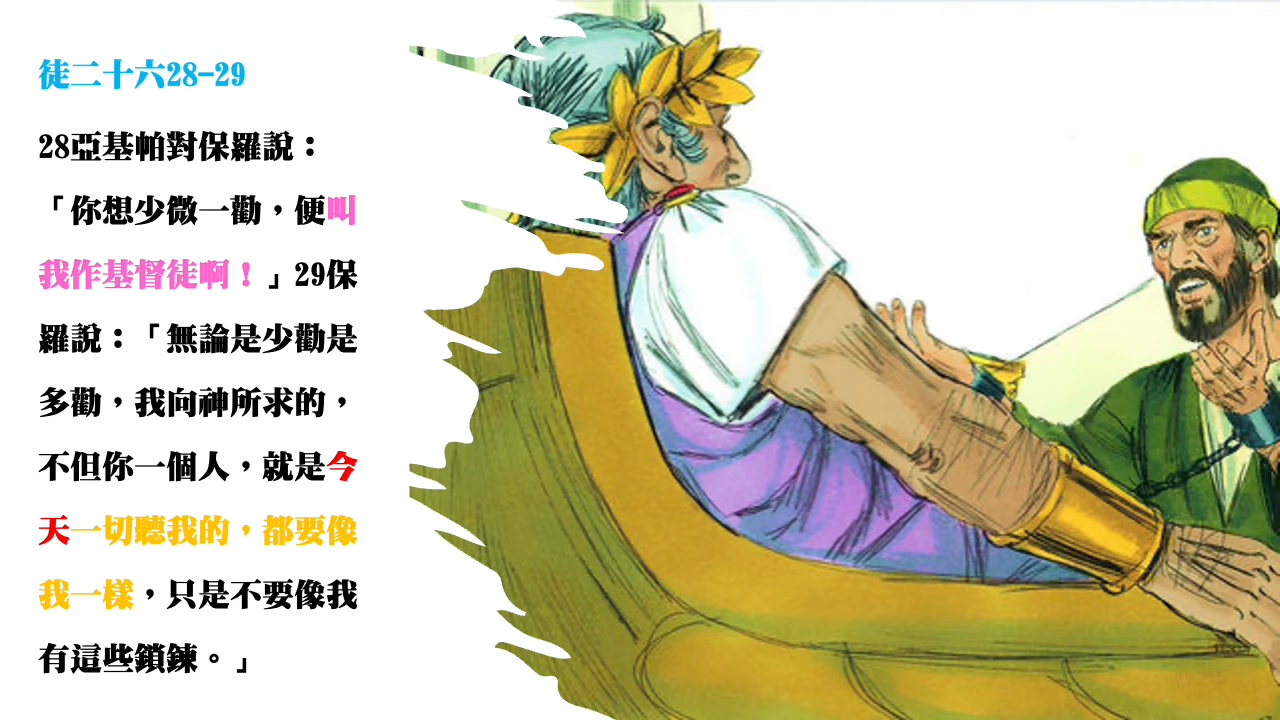 徒二十六28-29
28亞基帕對保羅說：
「你想少微一勸，便叫
我作基督徒啊！」29保
羅說：「無論是少勸是
多勸，我向神所求的，
不但你一個人，就是今
天一切聽我的，都要像
我一樣，只是不要像我
有這些鎖鍊。」